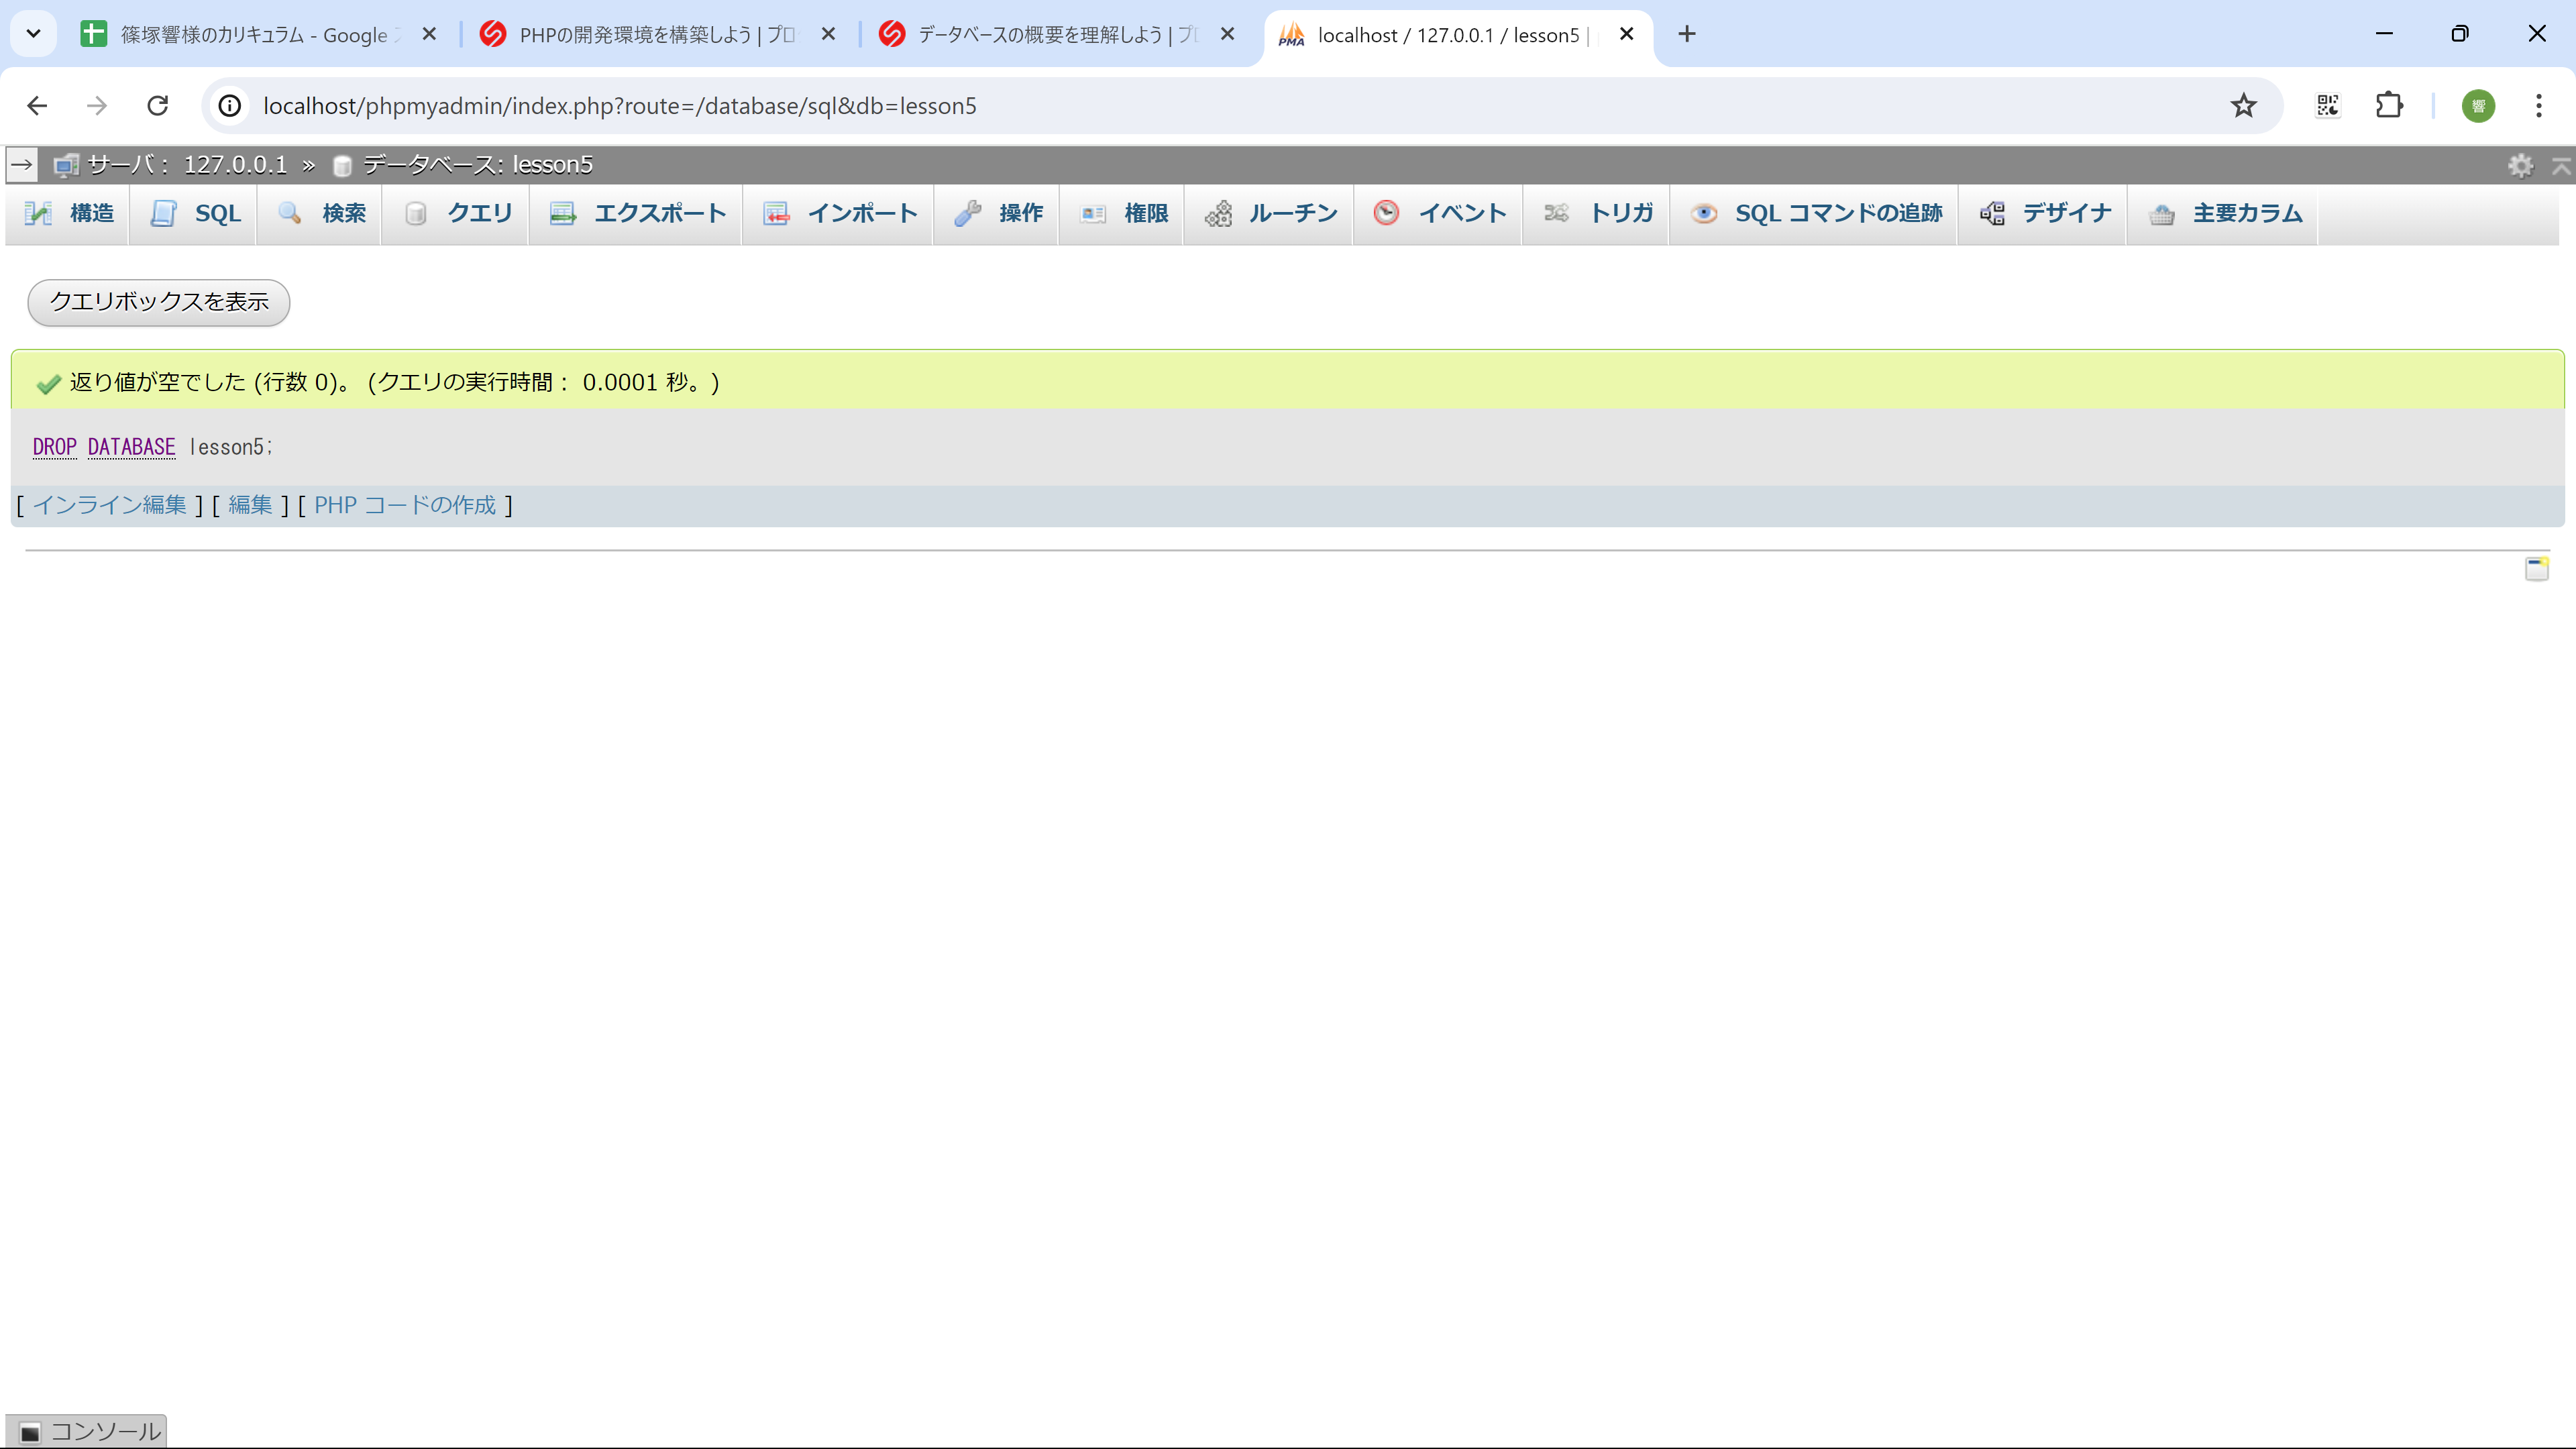 篠塚響様のカリキュラム - Google
PHPの開発環境を構築しよう | プロ
データベースの概要を理解しよう | プロ
localhost / 127.0.0.1 / lesson5 |
localhost/phpmyadmin/index.php?route=/database/sql&db=lesson5
響
サーバ： 127.0.0.1 » データベース: lesson5
構造 SQL 検索 クエリ エクスポート インポート 操作 権限 ルーチン イベント トリガ SQL コマンドの追跡 デザイナ 主要カラム
クエリボックスを表示
返り値が空でした (行数 0)。 (クエリの実行時間： 0.0001 秒。)
DROP DATABASE lesson5;
[ インライン編集 ] [ 編集 ] [ PHP コードの作成 ]
コンソール